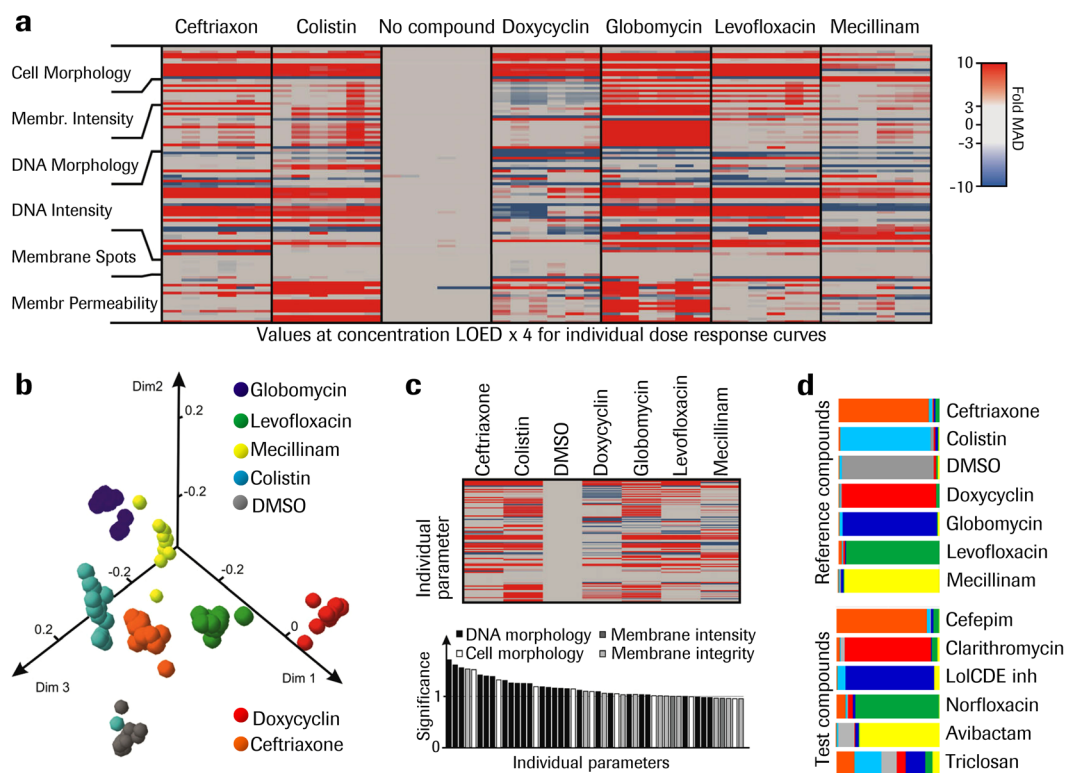 a
Ceftriaxon Colistin No compound Doxycyclin Globomycin Levofloxacin Mecillinam
Cell Morphology
Membr. Intensity
DNA Morphology
DNA Intensity
Membrane Spots
Membr Permeability
10
3
0
-3
-10
Fold MAD
Values at concentration LOED x 4 for individual dose response curves
b
Dim2
0.2
-0.2
-0.2
-0.2
0.2
0
Dim 3
Dim 1
Globomycin
Levofloxacin
Mecillinam
Colistin
DMSO
Doxycyclin
Ceftriaxone
c
Ceftriaxone
Colistin
DMSO
Doxycyclin
Globomycin
Levofloxacin
Mecillinam
Individual
parameter
DNA morphology Membrane intensity
Cell morphology Membrane integrity
Significance
1
0
Individual parameters
d
Reference compounds
Ceftriaxone
Colistin
DMSO
Doxycyclin
Globomycin
Levofloxacin
Mecillinam
Test compounds
Cefepim
Clarithromycin
LolCDE inh
Norfloxacin
Avibactam
Triclosan